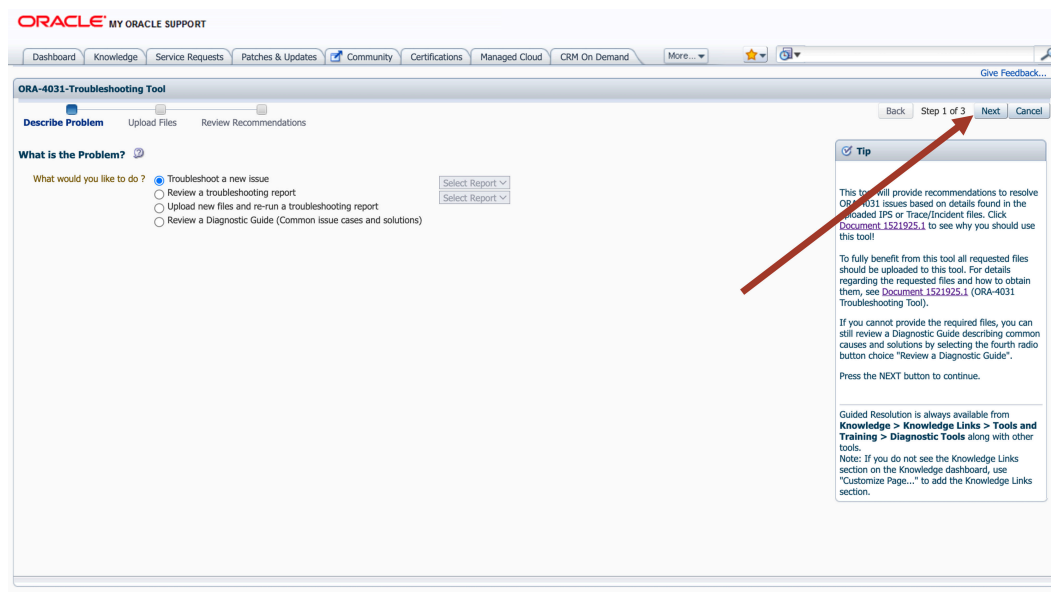 ORACLE MY ORACLE SUPPORT
Dashboard Knowledge Service Requests Patches & Updates Community Certifications Managed Cloud CRM On Demand More...
Give Feedback...
ORA-4031-Troubleshooting Tool
Describe Problem Upload Files Review Recommendations
Back Step 1 of 3 Next Cancel
What is the Problem?
What would you like to do ?
Troubleshoot a new issue
Review a troubleshooting report
Upload new files and re-run a troubleshooting report
Review a Diagnostic Guide (Common issue cases and solutions)
Select Report
Select Report
Tip
This tool will provide recommendations to resolve
ORA-4031 issues based on details found in the
uploaded IPS or Trace/Incident files. Click
Document 1521925.1 to see why you should use
this tool!
To fully benefit from this tool all requested files
should be uploaded to this tool. For details
regarding the requested files and how to obtain
them, see Document 1521925.1 (ORA-4031
Troubleshooting Tool).
If you cannot provide the required files, you can
still review a Diagnostic Guide describing common
causes and solutions by selecting the fourth radio
button choice "Review a Diagnostic Guide".
Press the NEXT button to continue.
Guided Resolution is always available from
Knowledge > Knowledge Links > Tools and
Training > Diagnostic Tools along with other
tools.
Note: If you do not see the Knowledge Links
section on the Knowledge dashboard, use
"Customize Page..." to add the Knowledge Links
section.